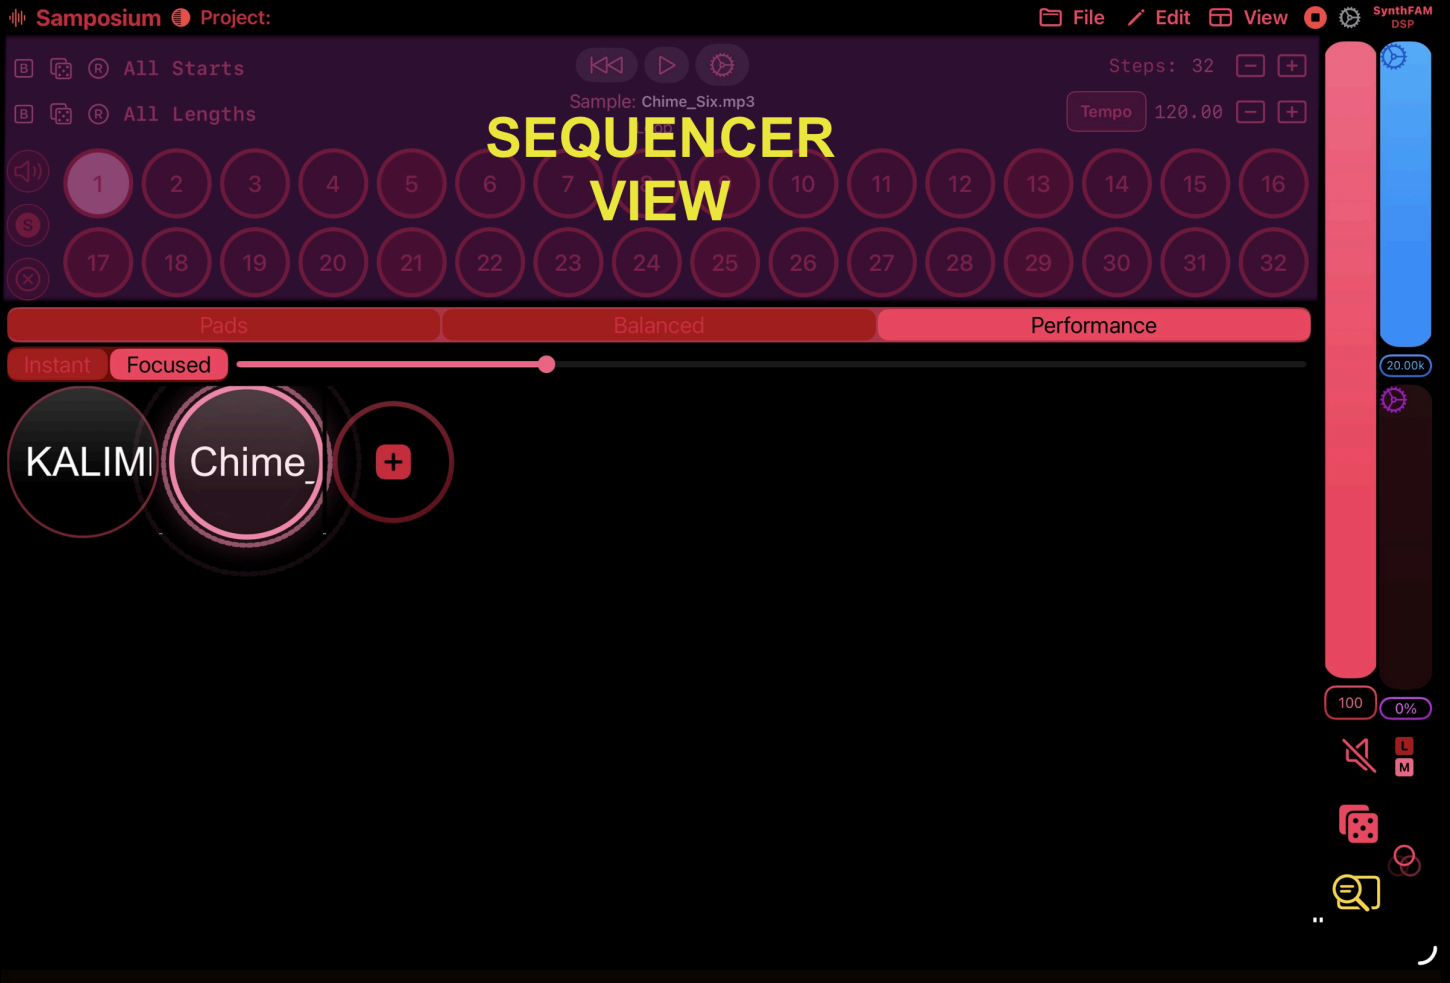 Samposium Project:
File Edit View SynthFAM
DSP
B R All Starts
Steps: 32 − +
Sample: Chime_Six.mp3
B R All Lengths
Tempo 120.00 − +
SEQUENCER
VIEW
1 2 3 4 5 6 7 8 9 10 11 12 13 14 15 16
S
17 18 19 20 21 22 23 24 25 26 27 28 29 30 31 32
Pads Balanced Performance
Instant Focused
20.00k
KALIM Chime_ +
100 0%
L
M